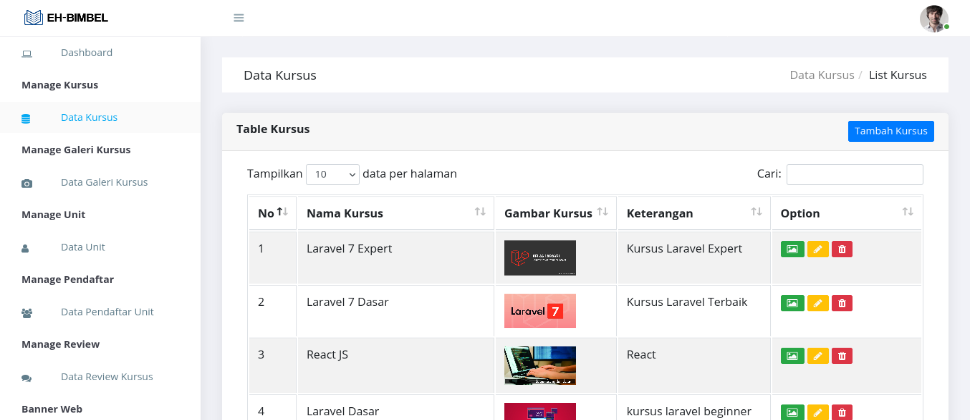 EH-BIMBEL
Dashboard
Manage Kursus
Data Kursus
Manage Galeri Kursus
Data GalerI Kursus
Manage Unit
Data Unit
Manage Pendaftar
Data Pendaftar Unit
Manage Review
Data Review Kursus
Banner Web
Data Kursus
Data Kursus / List Kursus
Table Kursus
Tambah Kursus
Tampilkan 10 data per halaman
Cari:
No Nama Kursus Gambar Kursus Keterangan Option
1 Laravel 7 Expert Kursus Laravel Expert
2 Laravel 7 Dasar Laravel 7 Kursus Laravel Terbaik
3 React JS React
4 Laravel Dasar kursus laravel beginner